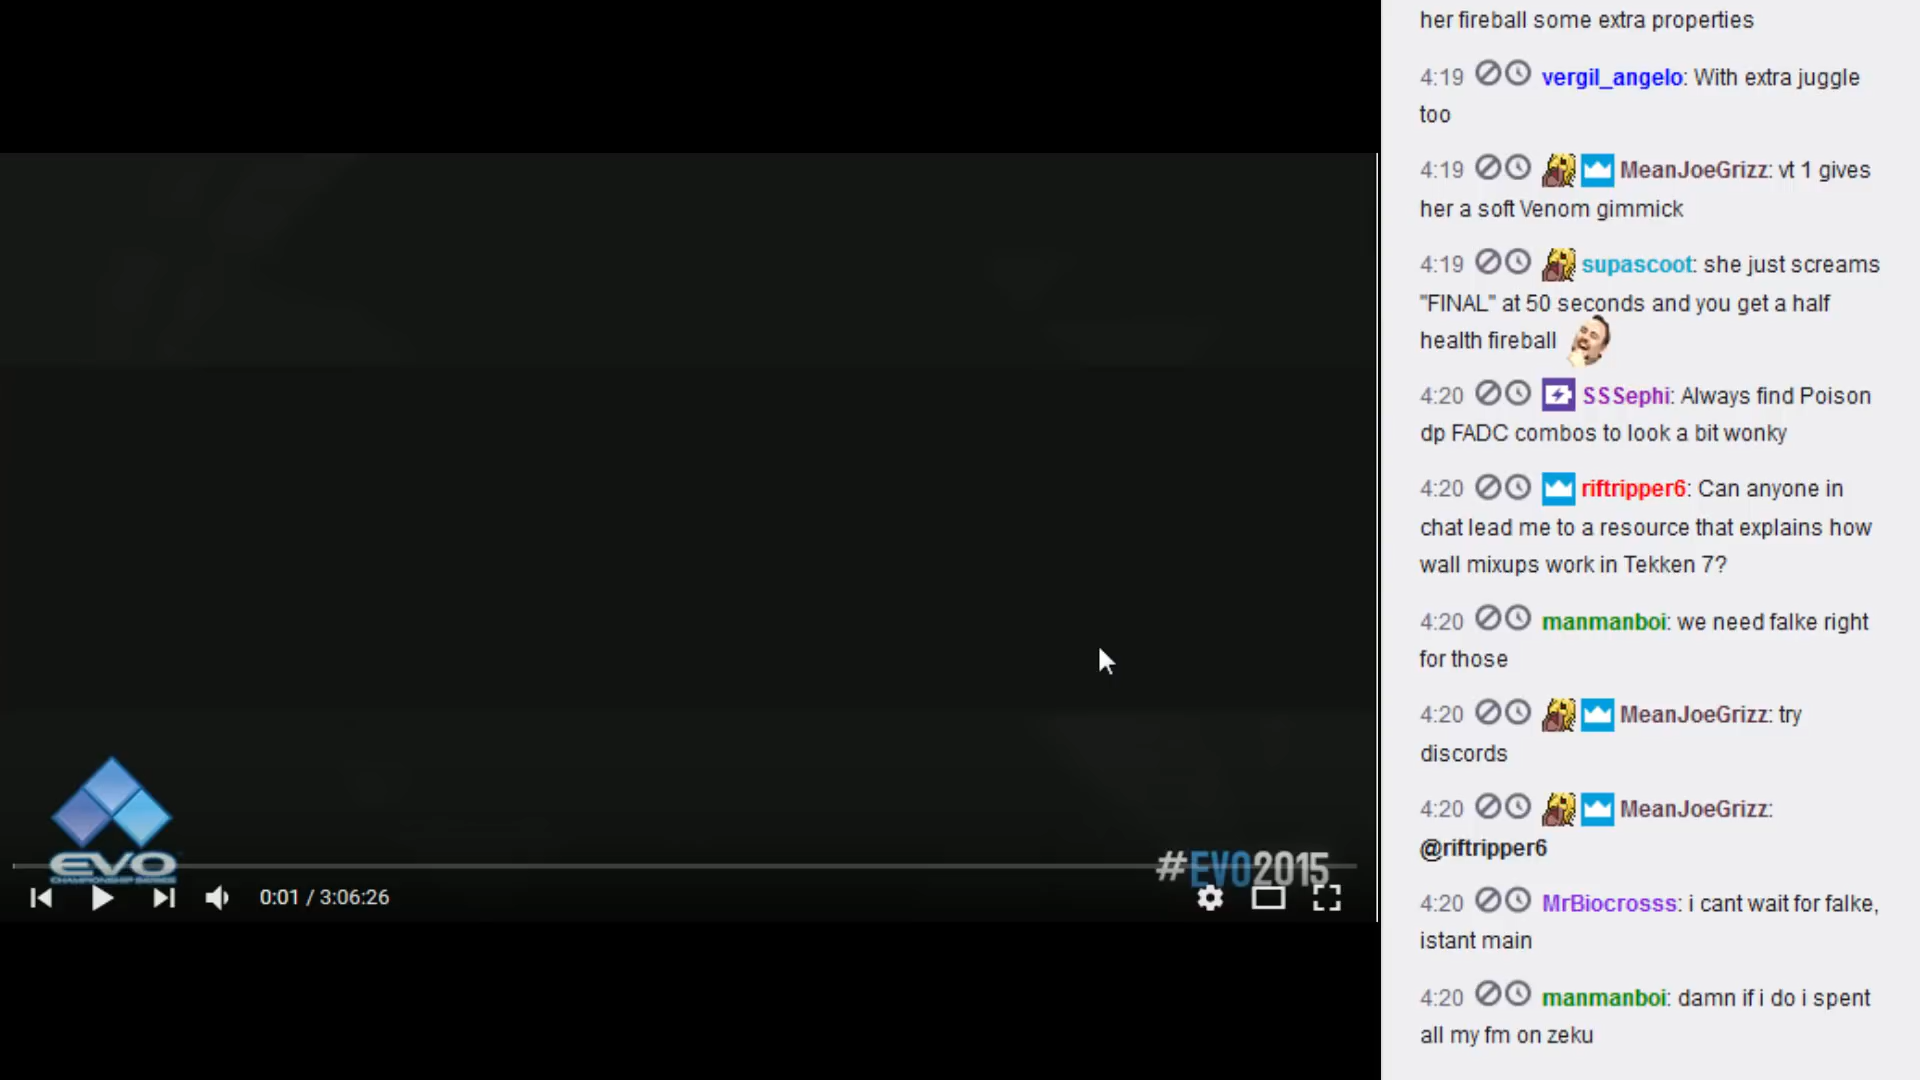 her fireball some extra properties
4:19 vergil_angelo: With extra juggle
too
4:19 MeanJoeGrizz: vt 1 gives
her a soft Venom gimmick
4:19 supascoot: she just screams
"FINAL" at 50 seconds and you get a half
health fireball
4:20 SSSephi: Always find Poison
dp FADC combos to look a bit wonky
4:20 riftripper6: Can anyone in
chat lead me to a resource that explains how
wall mixups work in Tekken 7?
4:20 manmanboi: we need falke right
for those
4:20 MeanJoeGrizz: try
discords
4:20 MeanJoeGrizz:
@riftripper6
4:20 MrBiocrosss: i cant wait for falke,
istant main
4:20 manmanboi: damn if i do i spent
all my fm on zeku
EVO
CHAMPIONSHIP SERIES
#EVO2015
0:01 / 3:06:26